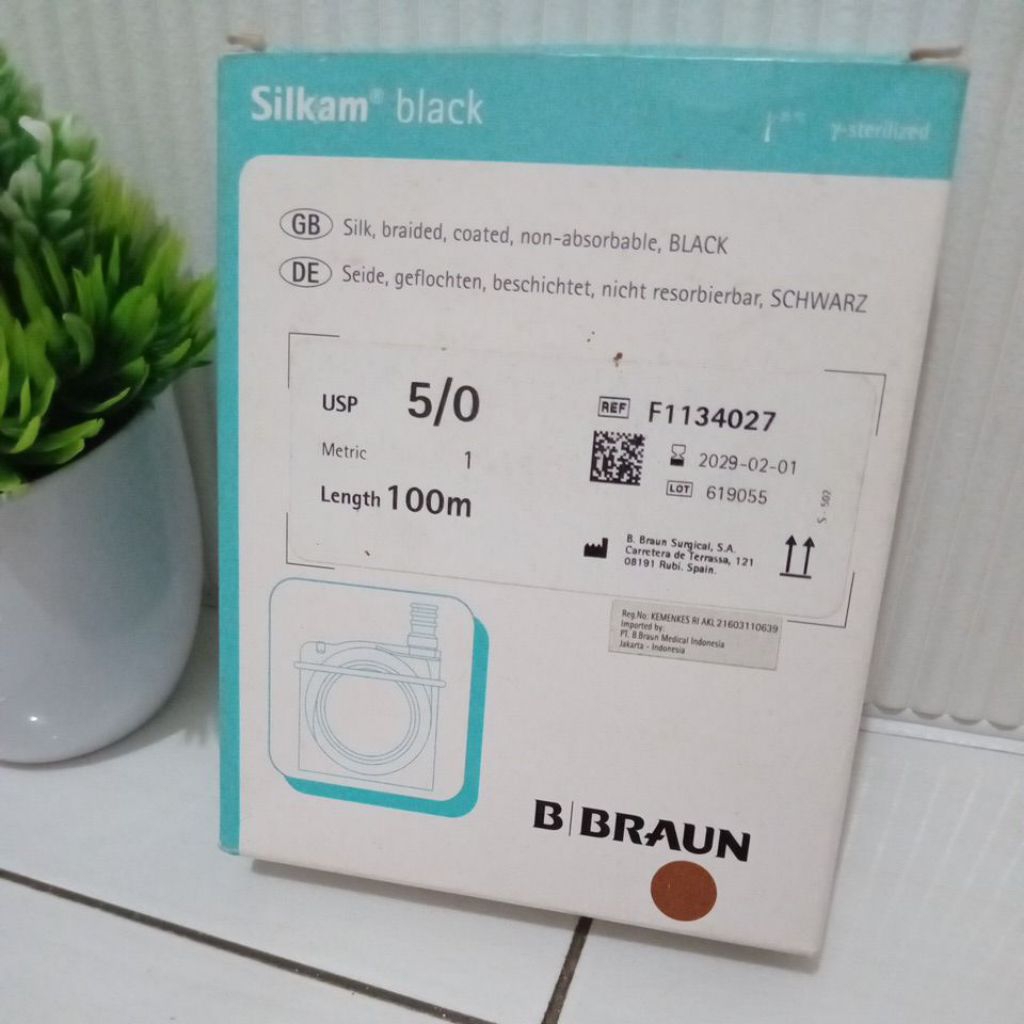 Silkam® black
γ-sterilized
GB Silk, braided, coated, non-absorbable, BLACK
DE Seide, geflochten, beschichtet, nicht resorbierbar, SCHWARZ
USP 5/0
Metric 1
Length 100m
REF F1134027
2029-02-01
LOT 619055
S - 502
B. Braun Surgical, S.A.
Carretera de Terrassa, 121
08191 Rubi. Spain.
Reg.No: KEMENKES RI AKL 21603110639
Imported by:
PT. B.Braun Medical Indonesia
Jakarta - Indonesia
B|BRAUN